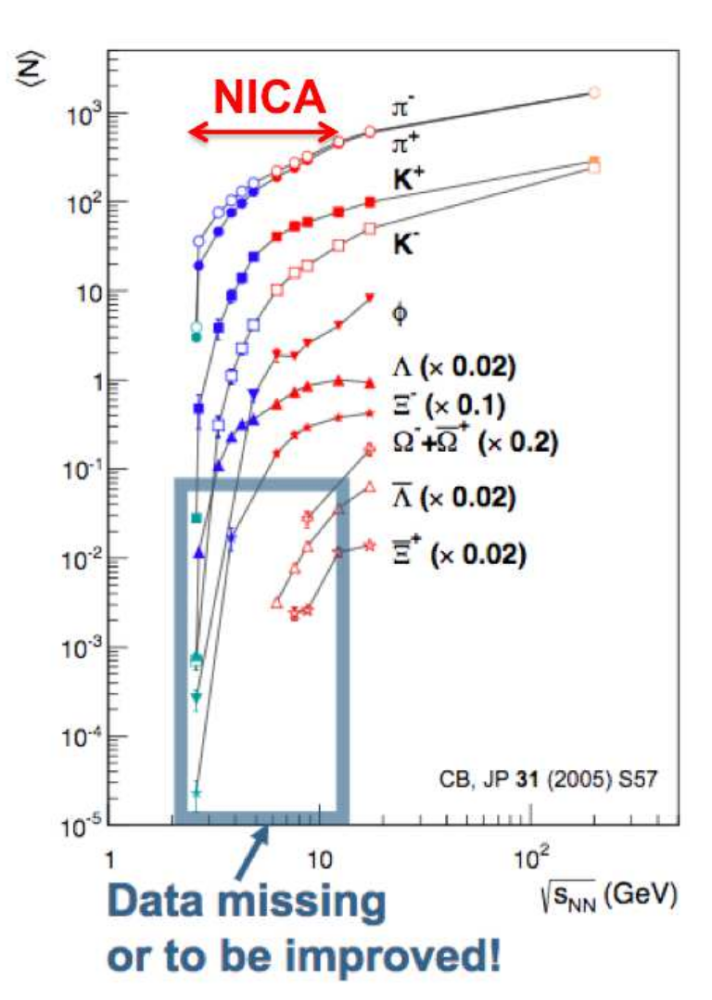 ⟨N⟩
NICA
10³
10²
10
1
10⁻¹
10⁻²
10⁻³
10⁻⁴
10⁻⁵
π⁻
π⁺
K⁺
K⁻
ϕ
Λ (× 0.02)
Ξ⁻ (× 0.1)
Ω⁻+Ω̅⁺ (× 0.2)
Λ̅ (× 0.02)
Ξ̅⁺ (× 0.02)
CB, JP 31 (2005) S57
1 10 10²
√sNN (GeV)
Data missing
or to be improved!